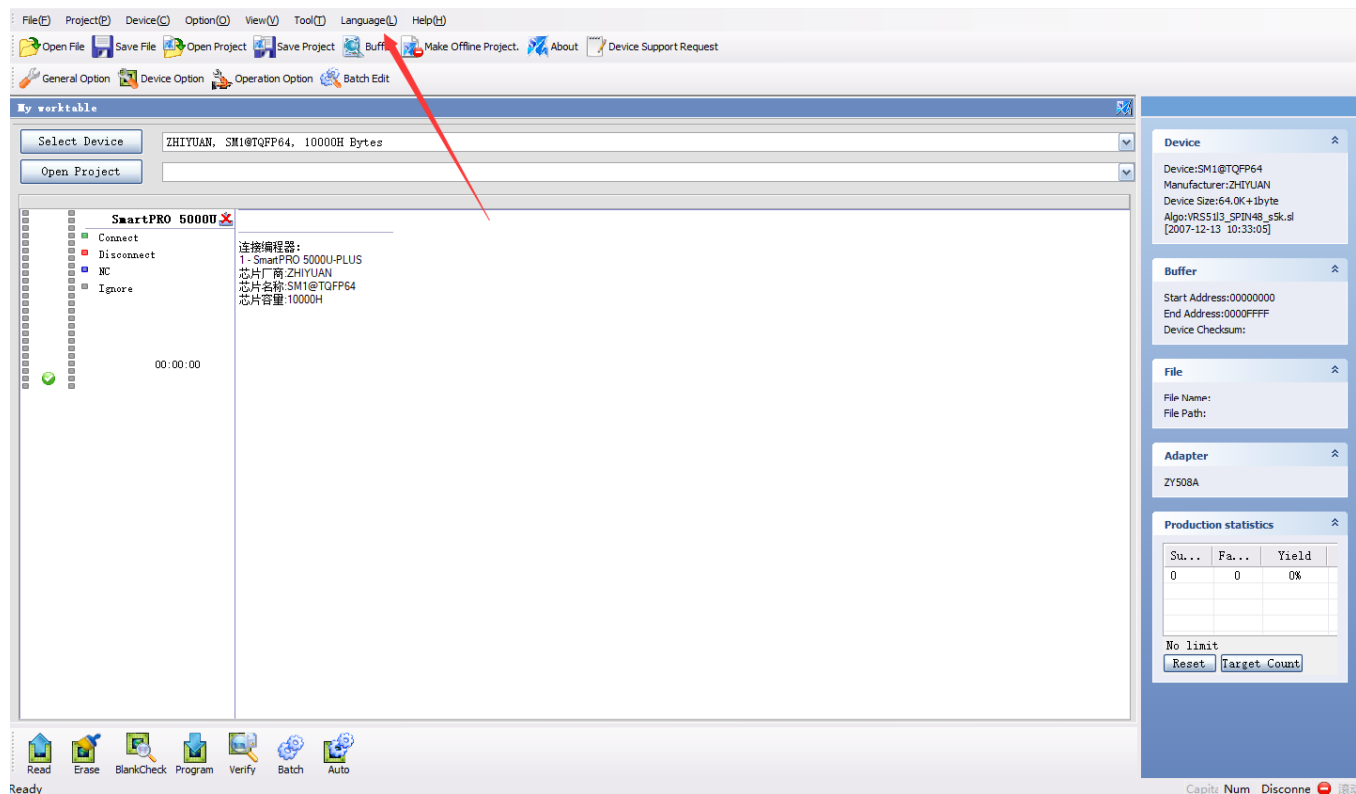 File(F) Project(P) Device(C) Option(O) View(V) Tool(T) Language(L) Help(H)
Open File Save File Open Project Save Project Make Offline Project. About Device Support Request
General Option Device Option Operation Option Batch Edit
My worktable
Select Device ZHIYUAN, SM1@TQFP64, 10000H Bytes
Open Project
SmartPRO 5000U
Connect
Disconnect
NC
Ignore
00:00:00
连接编程器:
1 - SmartPRO 5000U-PLUS
芯片厂商:ZHIYUAN
芯片名称:SM1@TQFP64
芯片容量:10000H
Device
Device:SM1@TQFP64
Manufacturer:ZHIYUAN
Device Size:64.0K+1byte
Algo:VRS51l3_SPIN48_s5k.sl
[2007-12-13 10:33:05]
Buffer
Start Address:00000000
End Address:0000FFFF
Device Checksum:
File
File Name:
File Path:
Adapter
ZY508A
Production statistics
Su... Fa... Yield
0 0 0%
No limit
Reset Target Count
Read Erase BlankCheck Program Verify Batch Auto
Ready Num Disconne